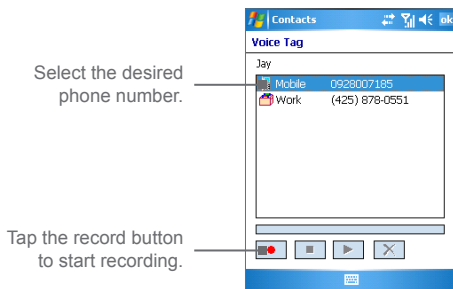 Contacts
ok
Voice Tag
Jay
Select the desired
phone number.
Mobile 0928007185
Work (425) 878-0551
Tap the record button
to start recording.